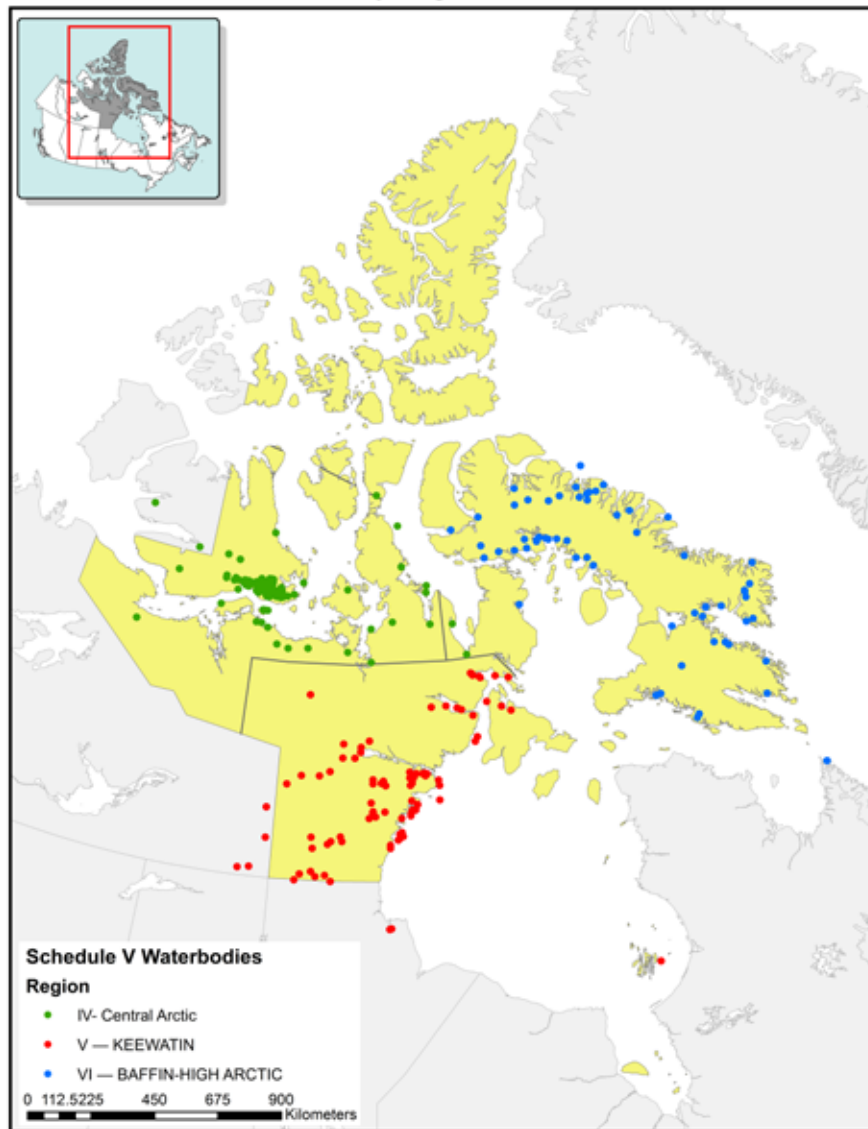 Schedule V Waterbodies
Region
IV- Central Arctic
V — KEEWATIN
VI — BAFFIN-HIGH ARCTIC
0 112.5225 450 675 900
Kilometers